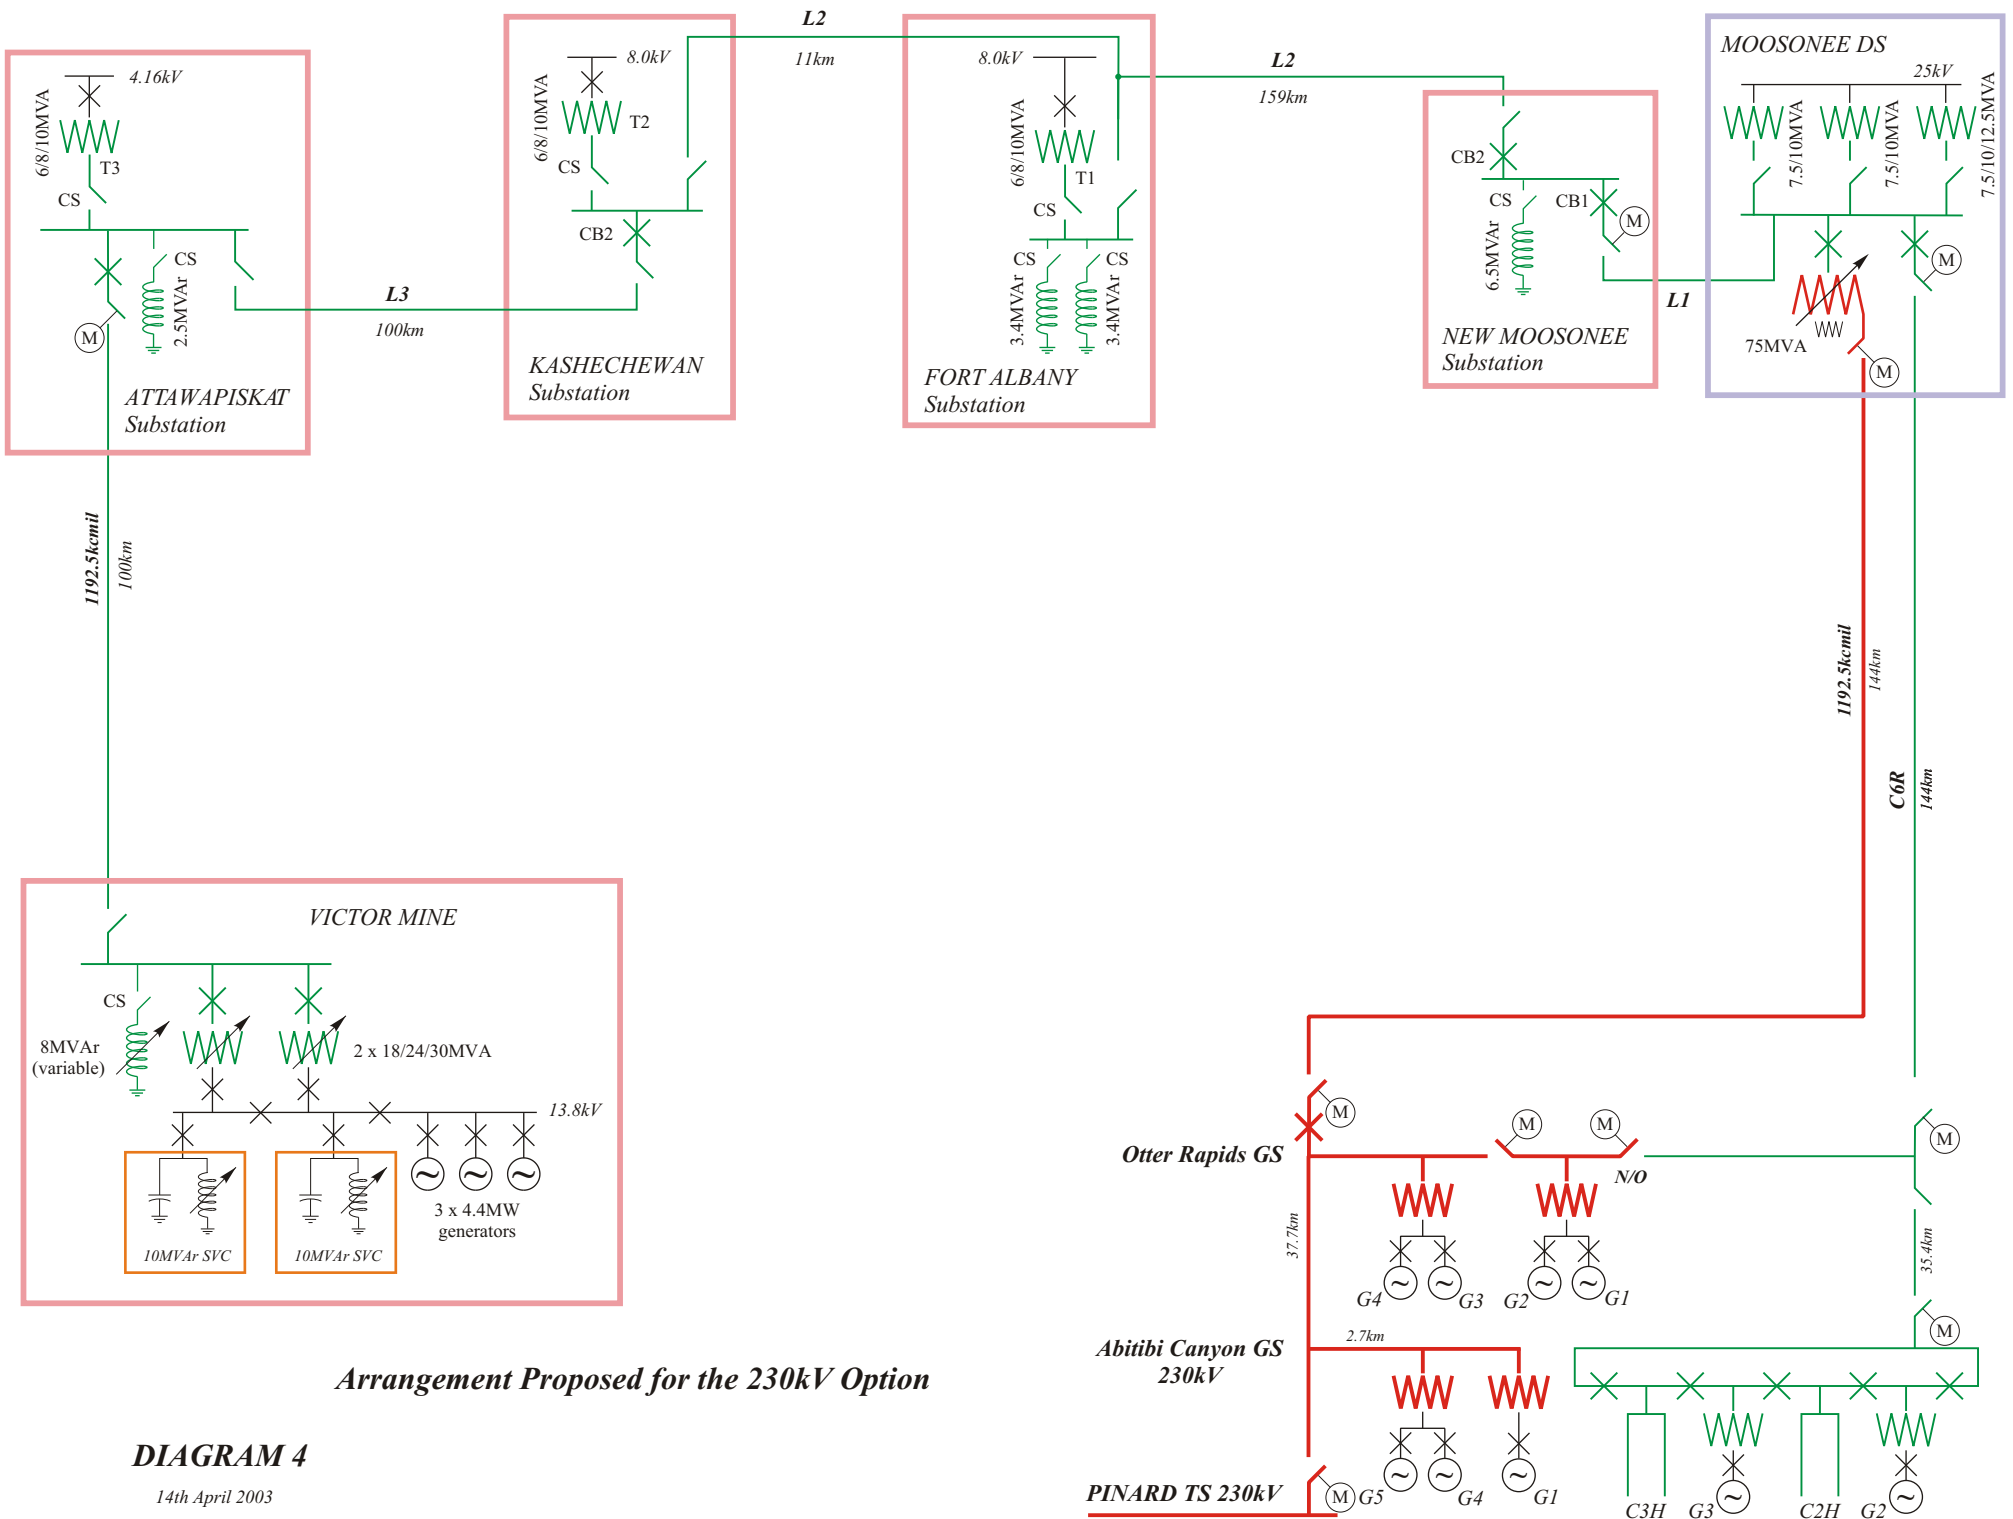 4.16kV
6/8/10MVA
T3
CS
CS
2.5MVAr
M
ATTAWAPISKAT
Substation
L3
100km
8.0kV
6/8/10MVA
T2
CS
CB2
KASHECHEWAN
Substation
L2
11km
8.0kV
6/8/10MVA
T1
CS
CS
CS
3.4MVAr
3.4MVAr
FORT ALBANY
Substation
L2
159km
CB2
CS
CB1
M
6.5MVAr
NEW MOOSONEE
Substation
L1
MOOSONEE DS
25kV
7.5/10MVA
7.5/10MVA
7.5/10/12.5MVA
M
75MVA
M
1192.5kcmil
100km
1192.5kcmil
144km
C6R
144km
VICTOR MINE
CS
8MVAr
(variable)
2 x 18/24/30MVA
13.8kV
10MVAr SVC
10MVAr SVC
3 x 4.4MW
generators
M
M
M
M
Otter Rapids GS
N/O
37.7km
35.4km
G4
G3
G2
G1
M
2.7km
Abitibi Canyon GS
230kV
PINARD TS 230kV
M
G5
G4
G1
C3H
G3
C2H
G2
Arrangement Proposed for the 230kV Option
DIAGRAM 4
14th April 2003